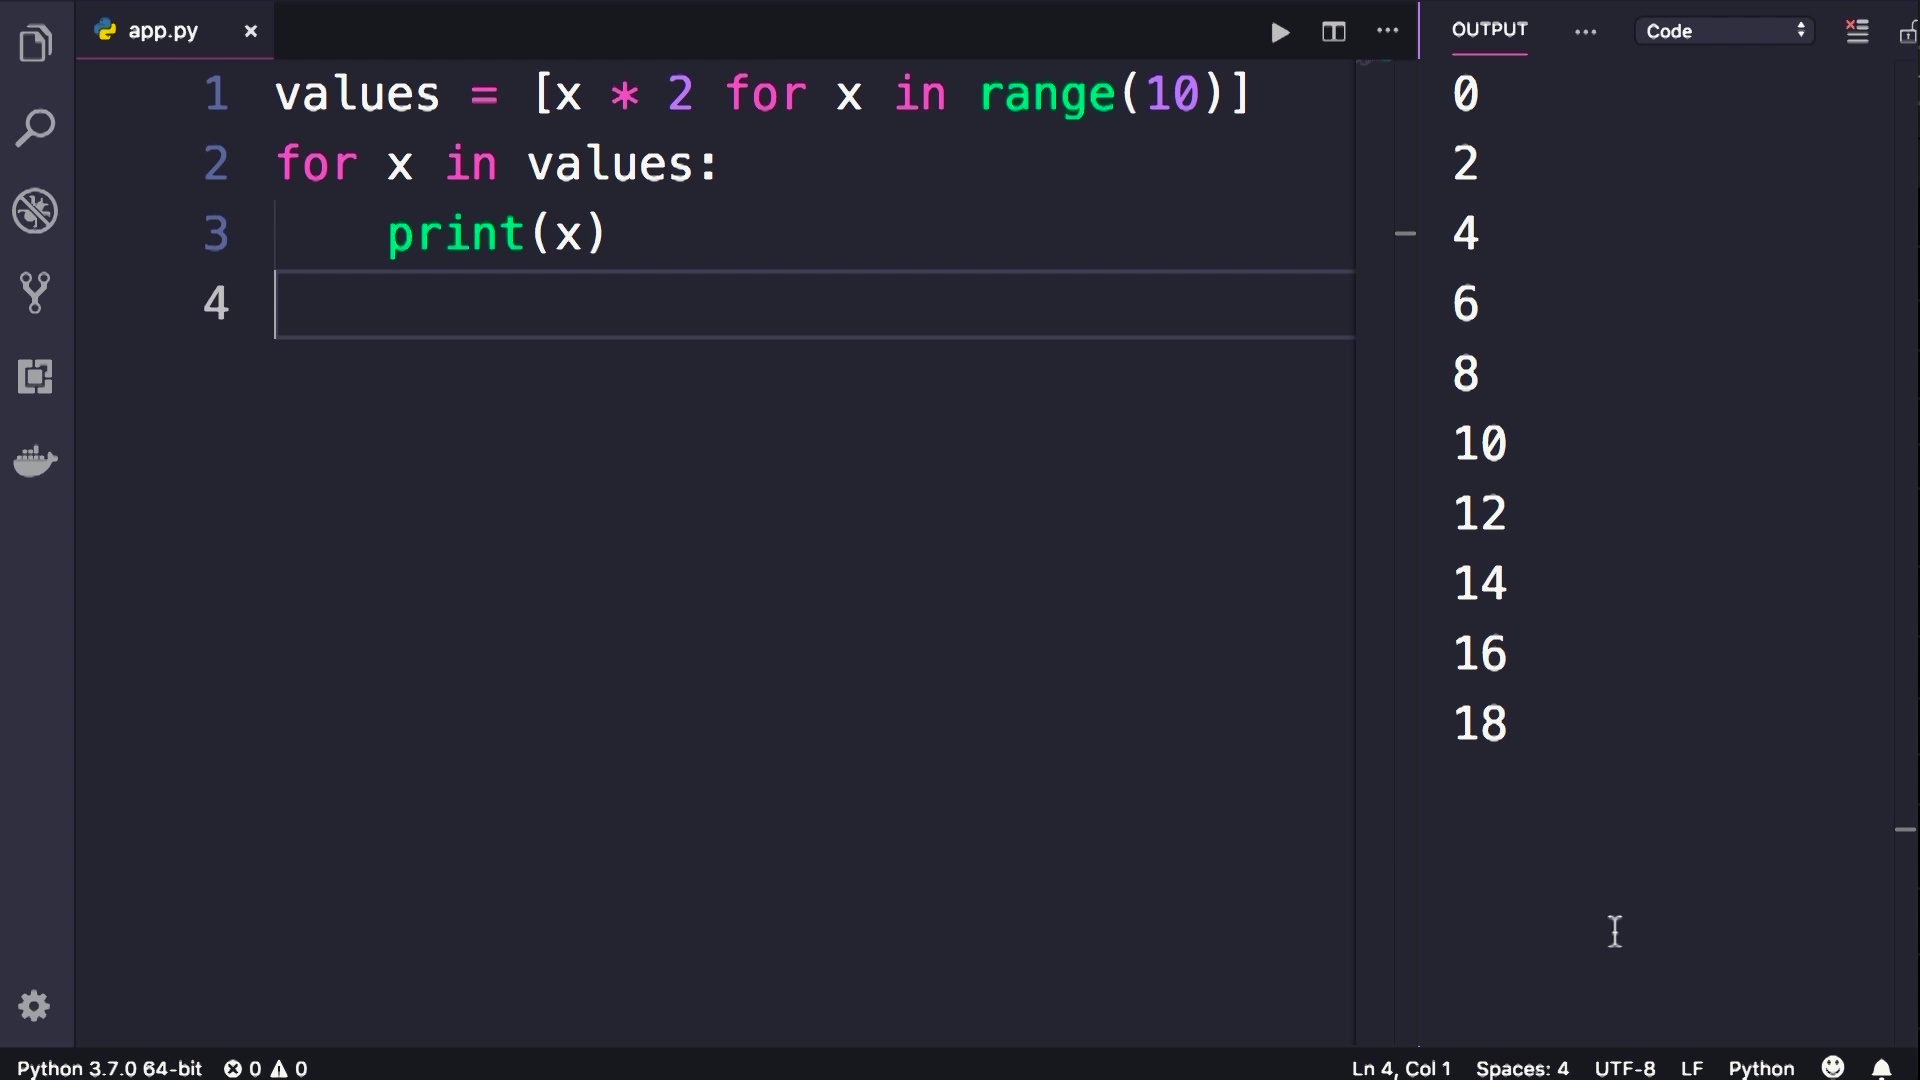 app.py ×
OUTPUT
Code
1 values = [x * 2 for x in range(10)]
2 for x in values:
3     print(x)
4
0
2
4
6
8
10
12
14
16
18
Python 3.7.0 64-bit 0 0
Ln 4, Col 1 Spaces: 4 UTF-8 LF Python